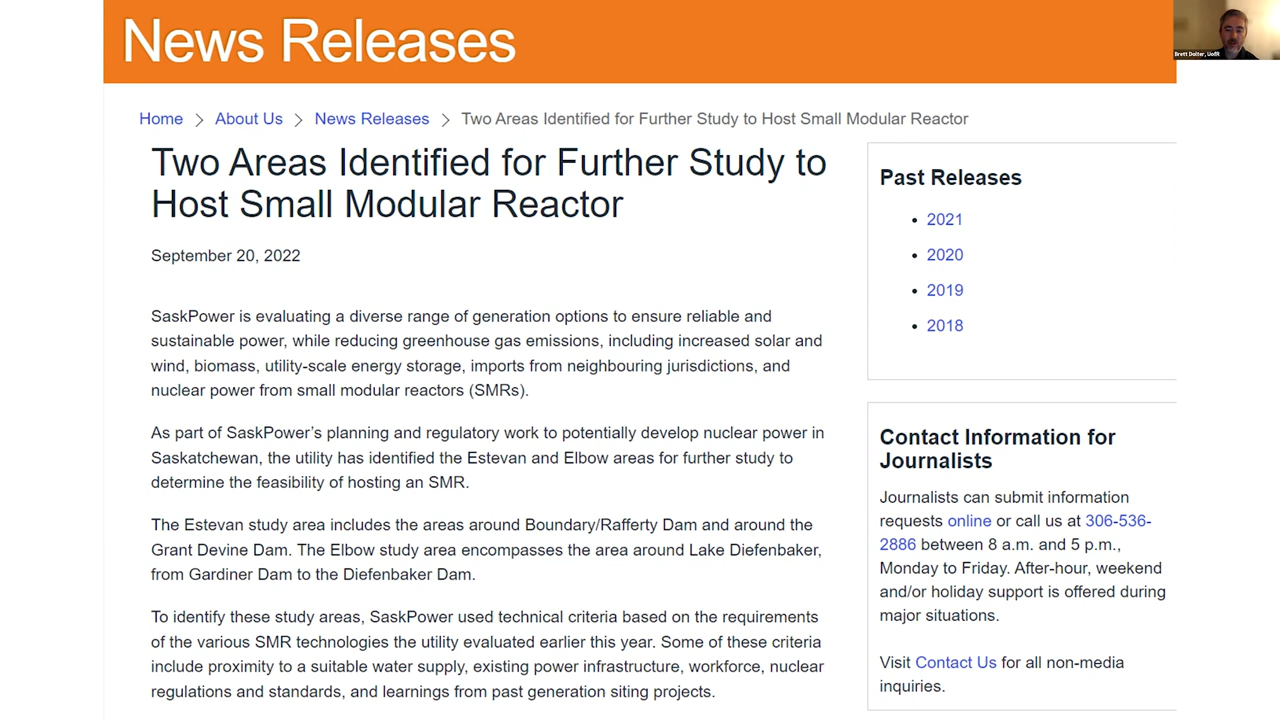 News Releases
Brett Dolter, UofR
Home > About Us > News Releases > Two Areas Identified for Further Study to Host Small Modular Reactor
Two Areas Identified for Further Study to
Host Small Modular Reactor
September 20, 2022
SaskPower is evaluating a diverse range of generation options to ensure reliable and
sustainable power, while reducing greenhouse gas emissions, including increased solar and
wind, biomass, utility-scale energy storage, imports from neighbouring jurisdictions, and
nuclear power from small modular reactors (SMRs).
As part of SaskPower’s planning and regulatory work to potentially develop nuclear power in
Saskatchewan, the utility has identified the Estevan and Elbow areas for further study to
determine the feasibility of hosting an SMR.
The Estevan study area includes the areas around Boundary/Rafferty Dam and around the
Grant Devine Dam. The Elbow study area encompasses the area around Lake Diefenbaker,
from Gardiner Dam to the Diefenbaker Dam.
To identify these study areas, SaskPower used technical criteria based on the requirements
of the various SMR technologies the utility evaluated earlier this year. Some of these criteria
include proximity to a suitable water supply, existing power infrastructure, workforce, nuclear
regulations and standards, and learnings from past generation siting projects.
Past Releases
• 2021
• 2020
• 2019
• 2018
Contact Information for
Journalists
Journalists can submit information
requests online or call us at 306-536-
2886 between 8 a.m. and 5 p.m.,
Monday to Friday. After-hour, weekend
and/or holiday support is offered during
major situations.
Visit Contact Us for all non-media
inquiries.